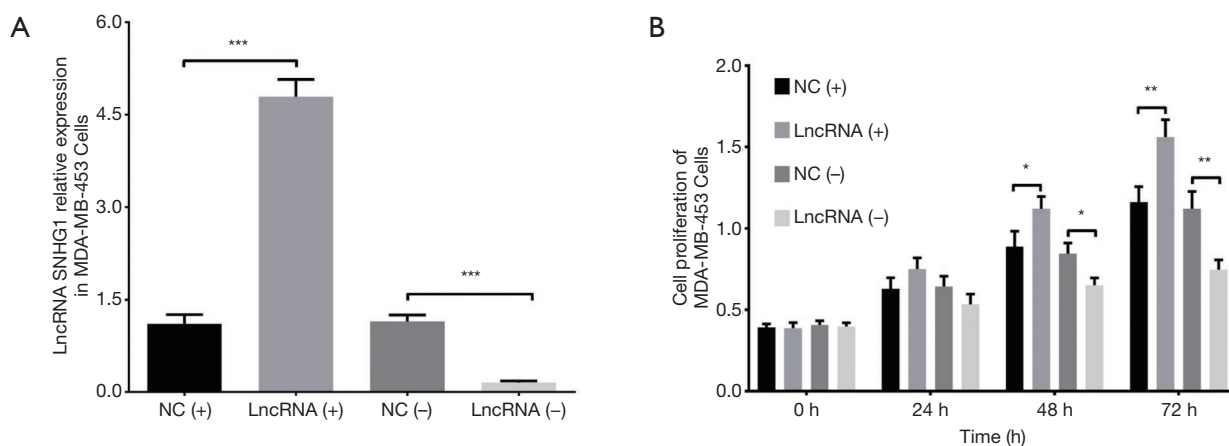 A
LncRNA SNHG1 relative expression
in MDA-MB-453 Cells
6.0
4.5
3.0
1.5
0.0
***
***
NC (+)
LncRNA (+)
NC (–)
LncRNA (–)
B
Cell proliferation of
MDA-MB-453 Cells
2.0
1.5
1.0
0.5
0.0
NC (+)
LncRNA (+)
NC (–)
LncRNA (–)
*
*
**
**
0 h
24 h
48 h
72 h
Time (h)